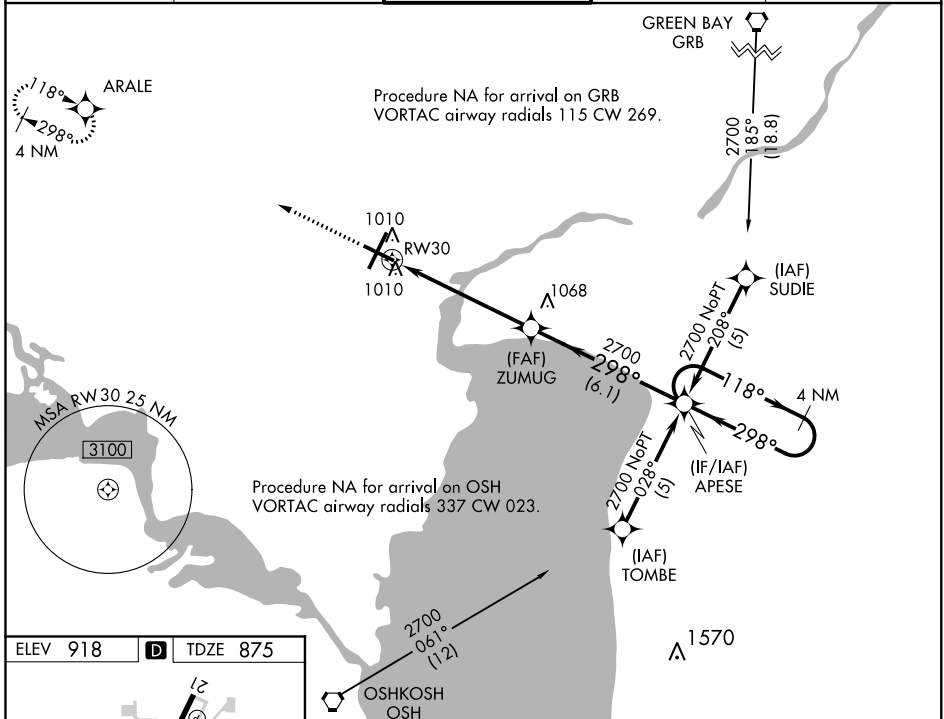 GREEN BAY
GRB
118°
ARALE
298°
4 NM
Procedure NA for arrival on GRB
VORTAC airway radials 115 CW 269.
2700
185°
(18.8)
1010
RW30
1010
1068
(IAF)
SUDIE
2700 NoPT
208°
(5)
(FAF)
ZUMUG
2700
298°
(6.1)
118°
4 NM
298°
(IF/IAF)
APESE
MSA RW30 25 NM
3100
Procedure NA for arrival on OSH
VORTAC airway radials 337 CW 023.
2700 NoPT
028°
(5)
(IAF)
TOMBE
2700
061°
(12)
1570
ELEV 918 D TDZE 875
21
OSHKOSH
OSH